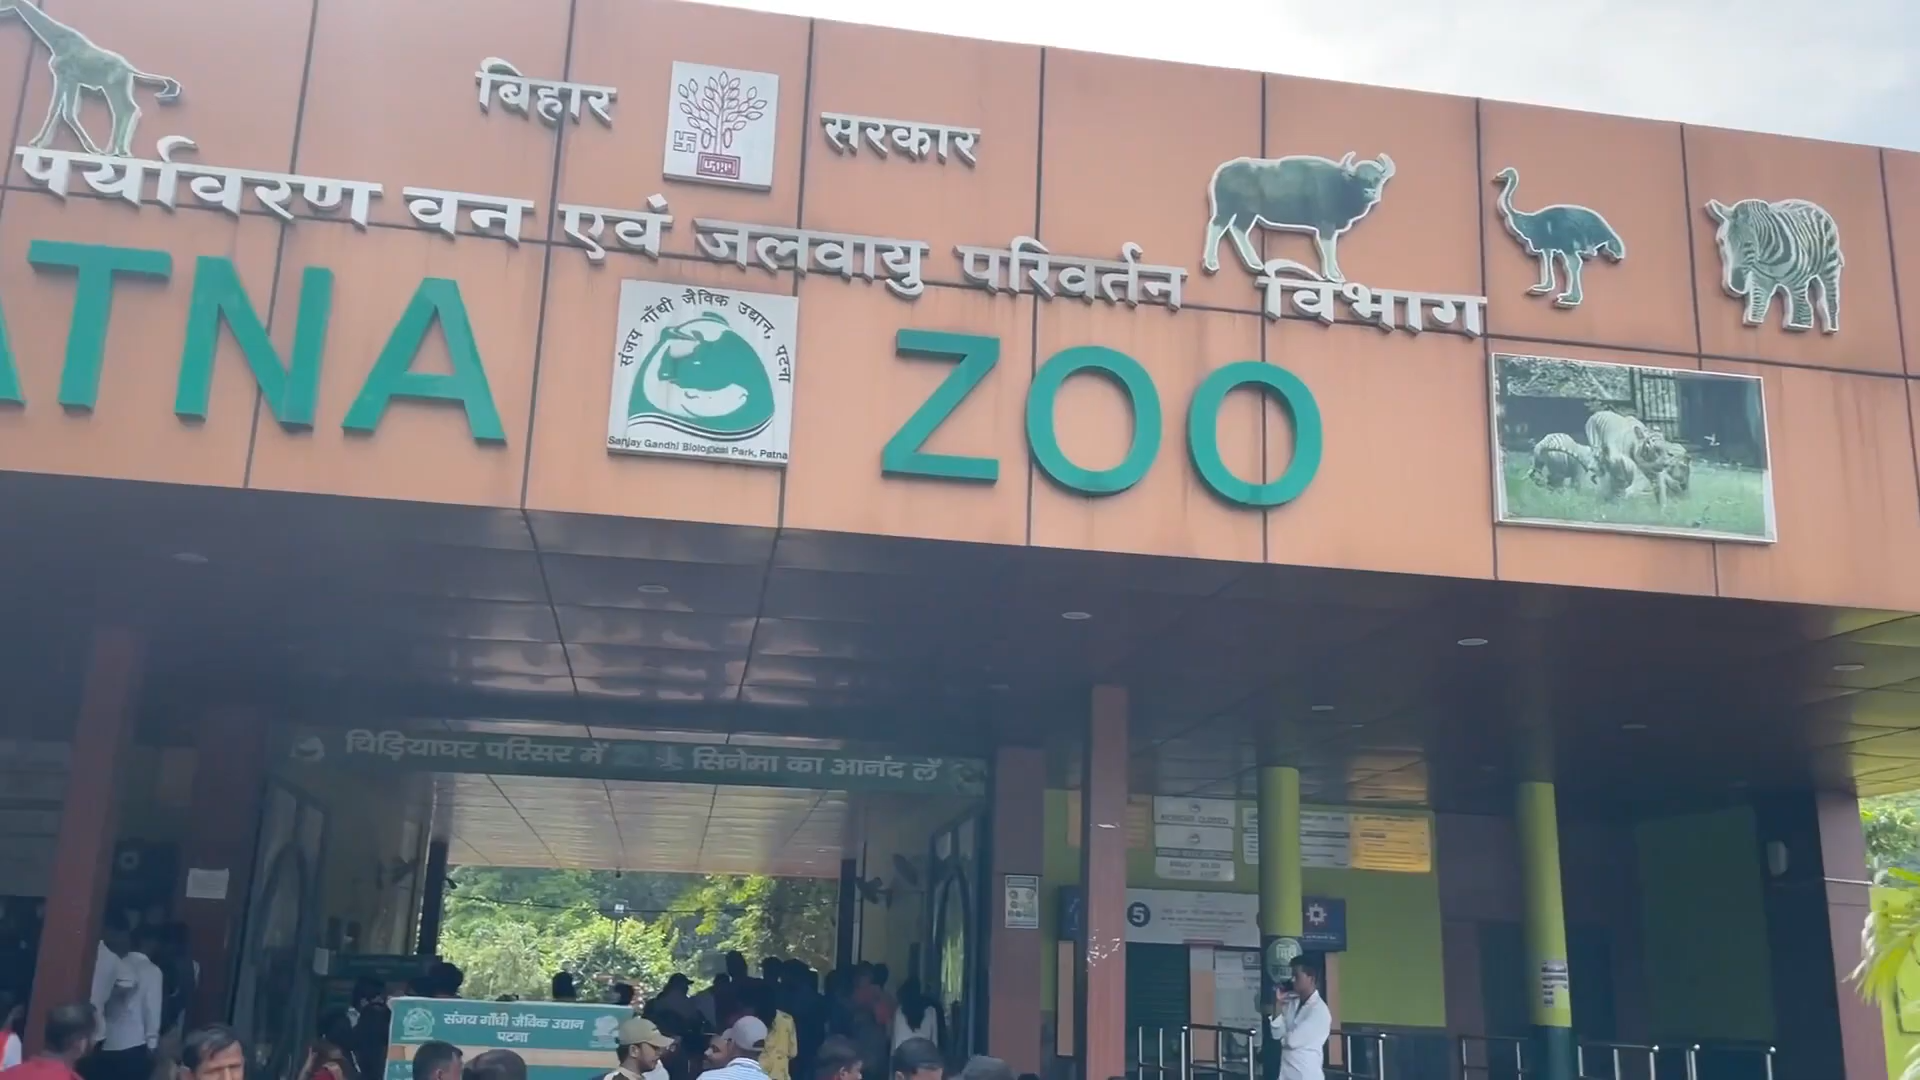 बिहार सरकार
पर्यावरण वन एवं जलवायु परिवर्तन विभाग
ATNA ZOO
संजय गाँधी जैविक उद्यान, पटना
Sanjay Gandhi Biological Park, Patna
चिड़ियाघर परिसर में सिनेमा का आनंद लें
5
संजय गाँधी जैविक उद्यान
पटना